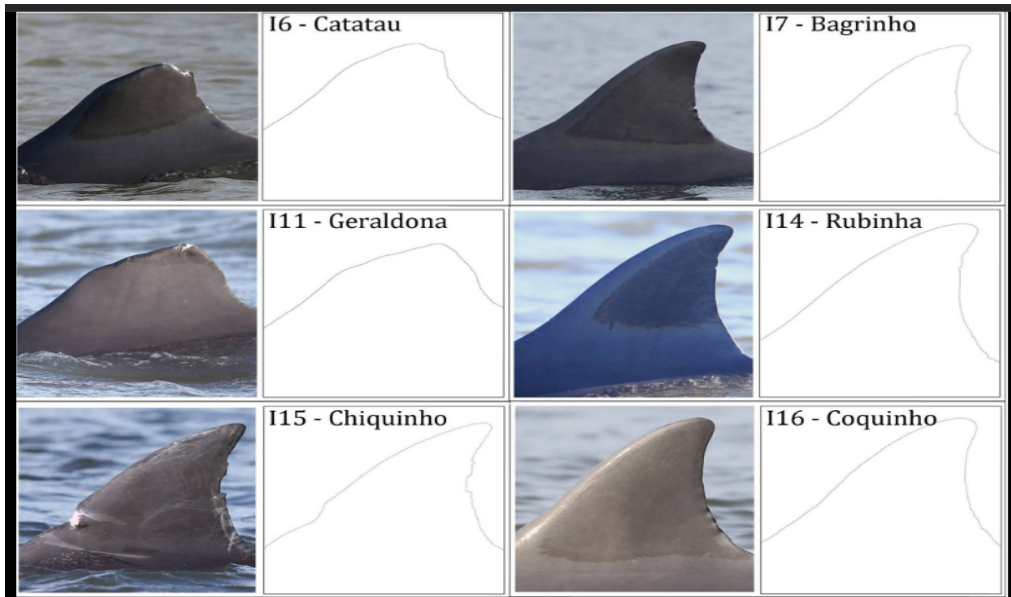 I6 - Catatau
I7 - Bagrinho
I11 - Geraldona
I14 - Rubinha
I15 - Chiquinho
I16 - Coquinho